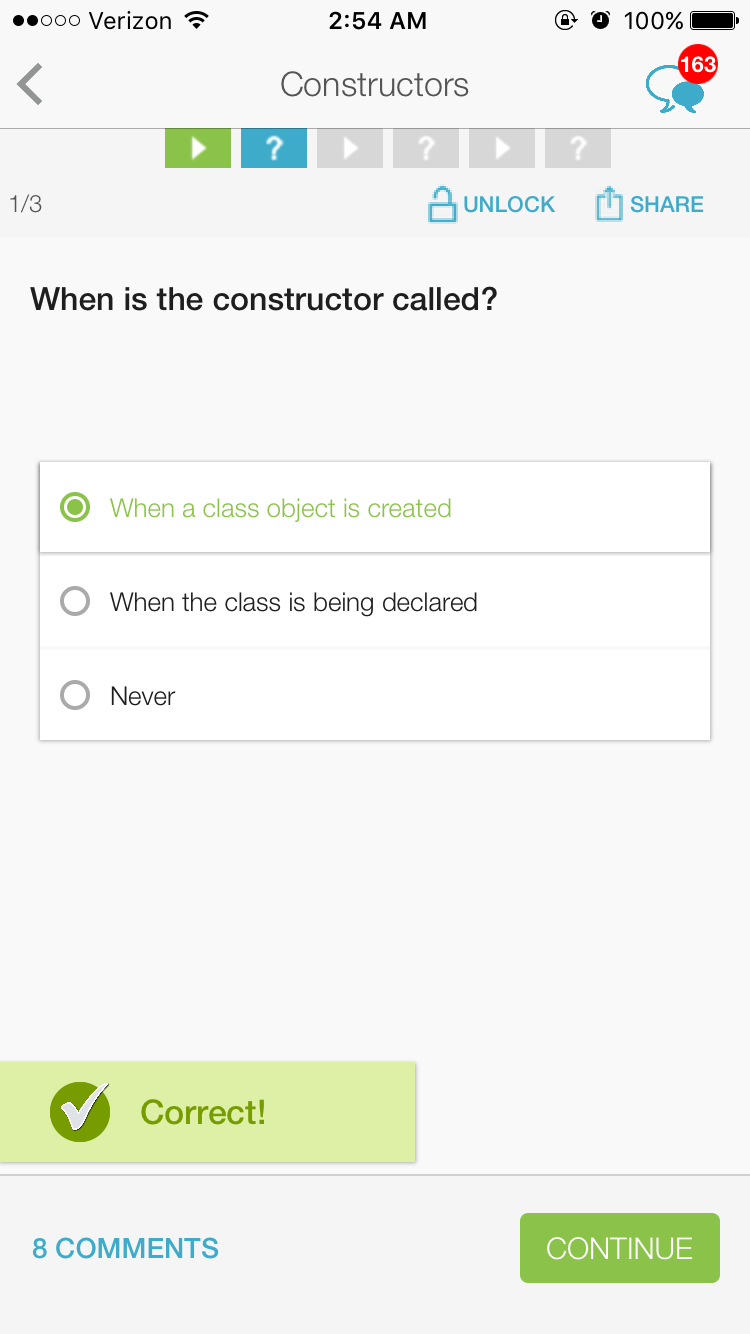 Verizon 2:54 AM 100%
Constructors 163
? ? ?
1/3 UNLOCK SHARE
When is the constructor called?
When a class object is created
When the class is being declared
Never
Correct!
8 COMMENTS CONTINUE